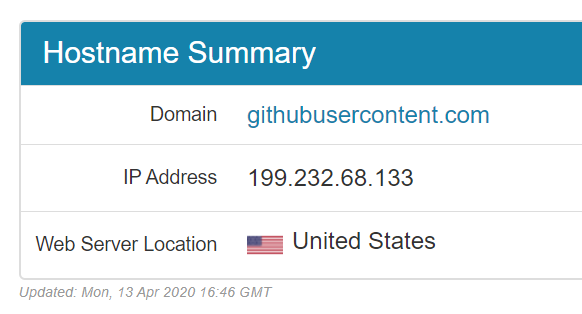 Hostname Summary
Domain githubusercontent.com
IP Address 199.232.68.133
Web Server Location United States
Updated: Mon, 13 Apr 2020 16:46 GMT